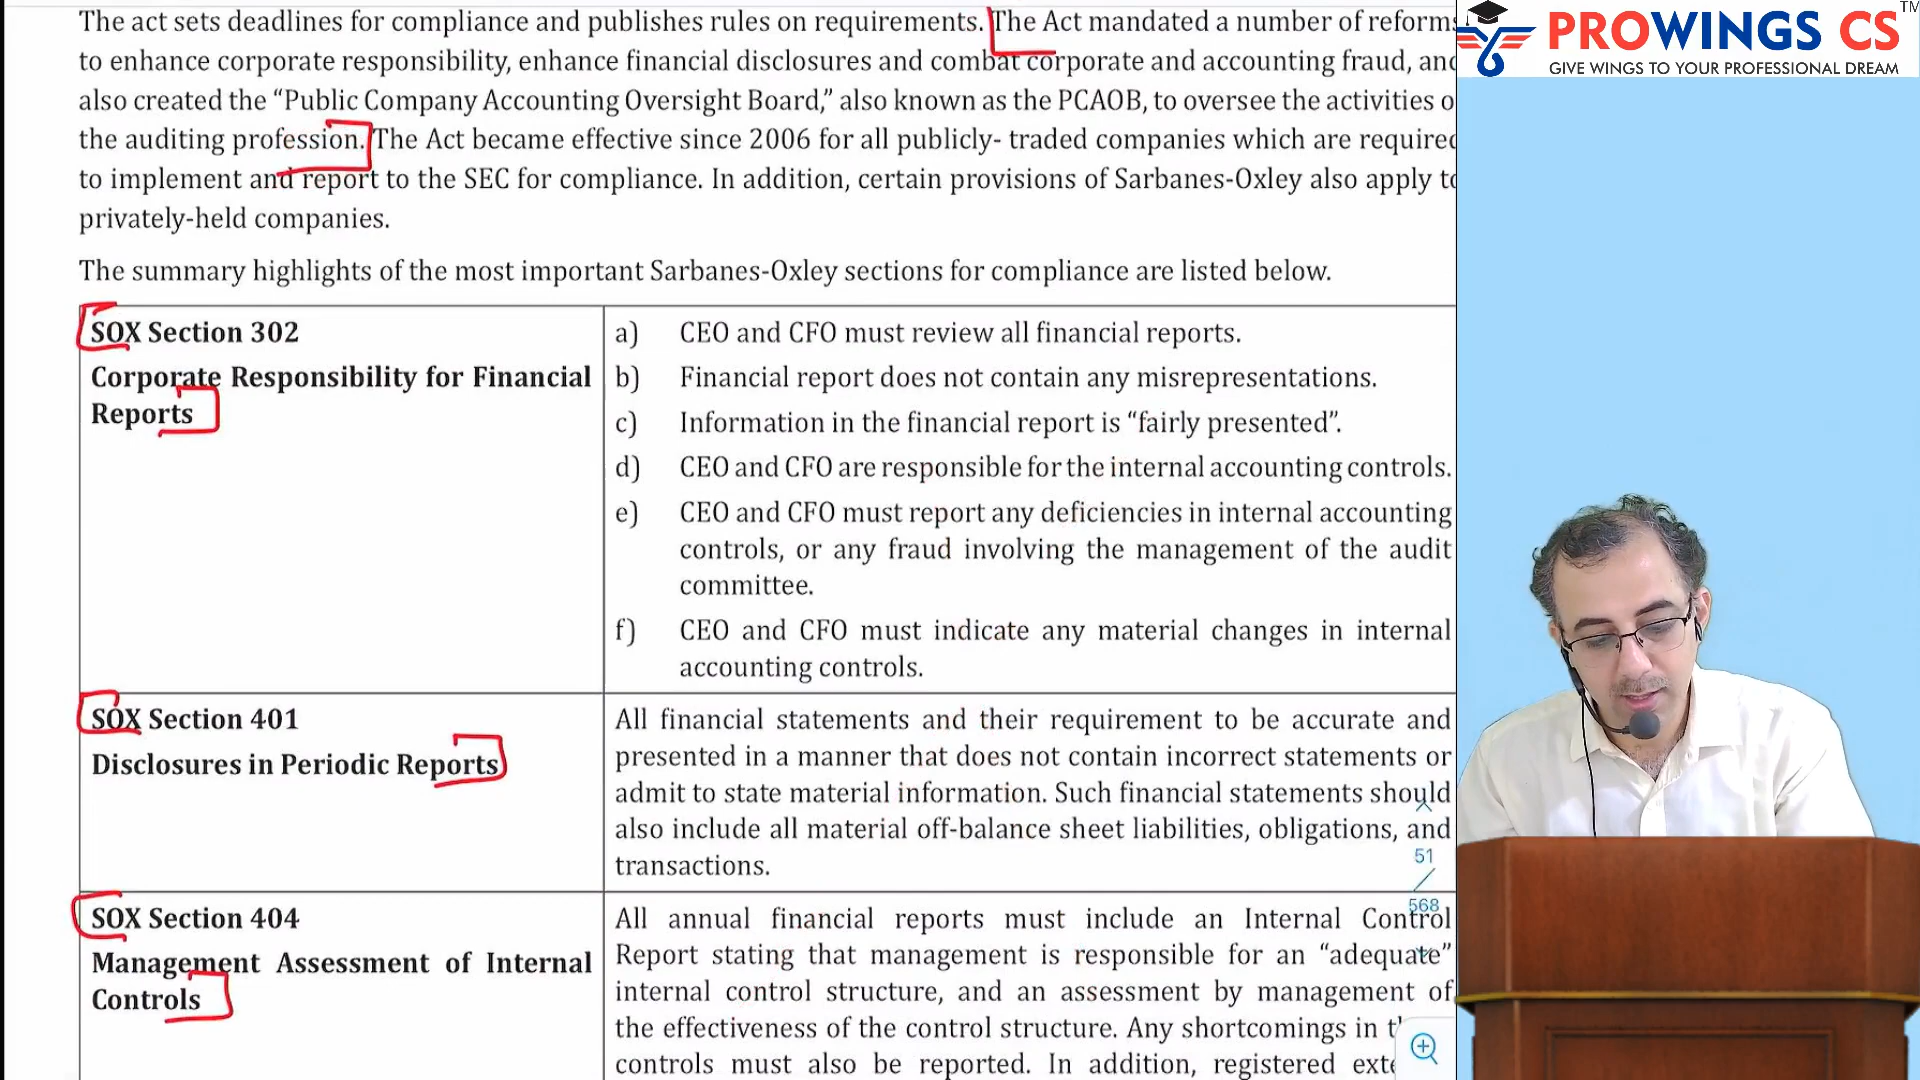 The act sets deadlines for compliance and publishes rules on requirements. The Act mandated a number of reforms
to enhance corporate responsibility, enhance financial disclosures and combat corporate and accounting fraud, and
also created the “Public Company Accounting Oversight Board,” also known as the PCAOB, to oversee the activities o
the auditing profession. The Act became effective since 2006 for all publicly- traded companies which are required
to implement and report to the SEC for compliance. In addition, certain provisions of Sarbanes-Oxley also apply to
privately-held companies.
The summary highlights of the most important Sarbanes-Oxley sections for compliance are listed below.
SOX Section 302
Corporate Responsibility for Financial
Reports
a) CEO and CFO must review all financial reports.
b) Financial report does not contain any misrepresentations.
c) Information in the financial report is “fairly presented”.
d) CEO and CFO are responsible for the internal accounting controls.
e) CEO and CFO must report any deficiencies in internal accounting
controls, or any fraud involving the management of the audit
committee.
f) CEO and CFO must indicate any material changes in internal
accounting controls.
SOX Section 401
Disclosures in Periodic Reports
All financial statements and their requirement to be accurate and
presented in a manner that does not contain incorrect statements or
admit to state material information. Such financial statements should
also include all material off-balance sheet liabilities, obligations, and
transactions.
SOX Section 404
Management Assessment of Internal
Controls
All annual financial reports must include an Internal Control
Report stating that management is responsible for an “adequate”
internal control structure, and an assessment by management of
the effectiveness of the control structure. Any shortcomings in
controls must also be reported. In addition, registered
51
568
PROWINGS CS TM
GIVE WINGS TO YOUR PROFESSIONAL DREAM